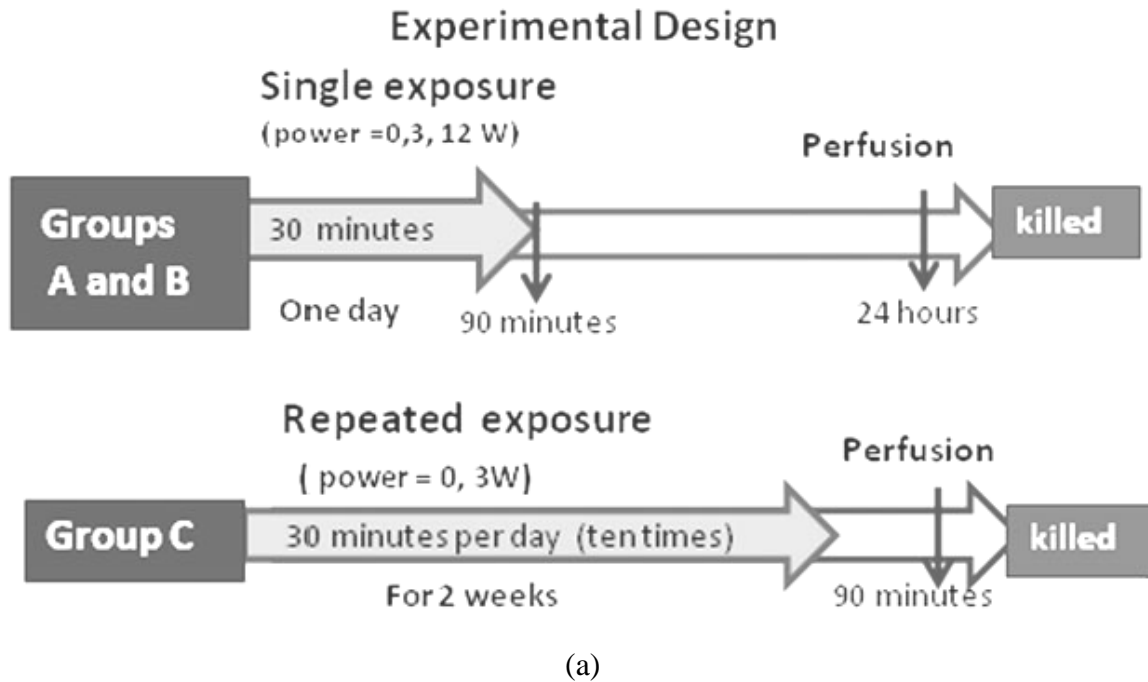 Experimental Design
Single exposure
(power =0,3, 12 W)
Perfusion
Groups
A and B
30 minutes
killed
One day
90 minutes
24 hours
Repeated exposure
( power = 0, 3W)
Perfusion
Group C
30 minutes per day (ten times)
killed
For 2 weeks
90 minutes
(a)